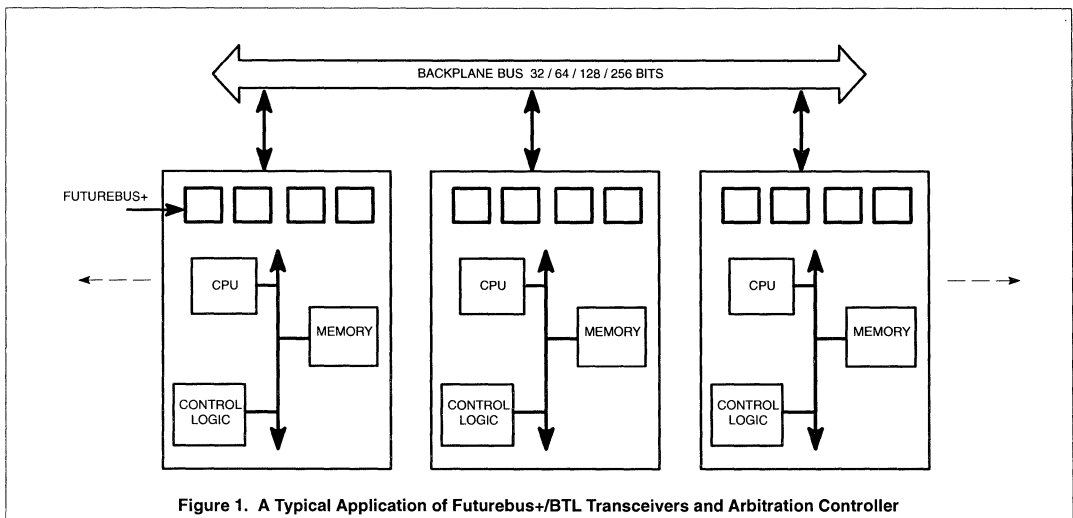 BACKPLANE BUS 32 / 64 / 128 / 256 BITS
FUTUREBUS+
CPU
MEMORY
CONTROL
LOGIC
CPU
MEMORY
CONTROL
LOGIC
CPU
MEMORY
CONTROL
LOGIC
Figure 1. A Typical Application of Futurebus+/BTL Transceivers and Arbitration Controller